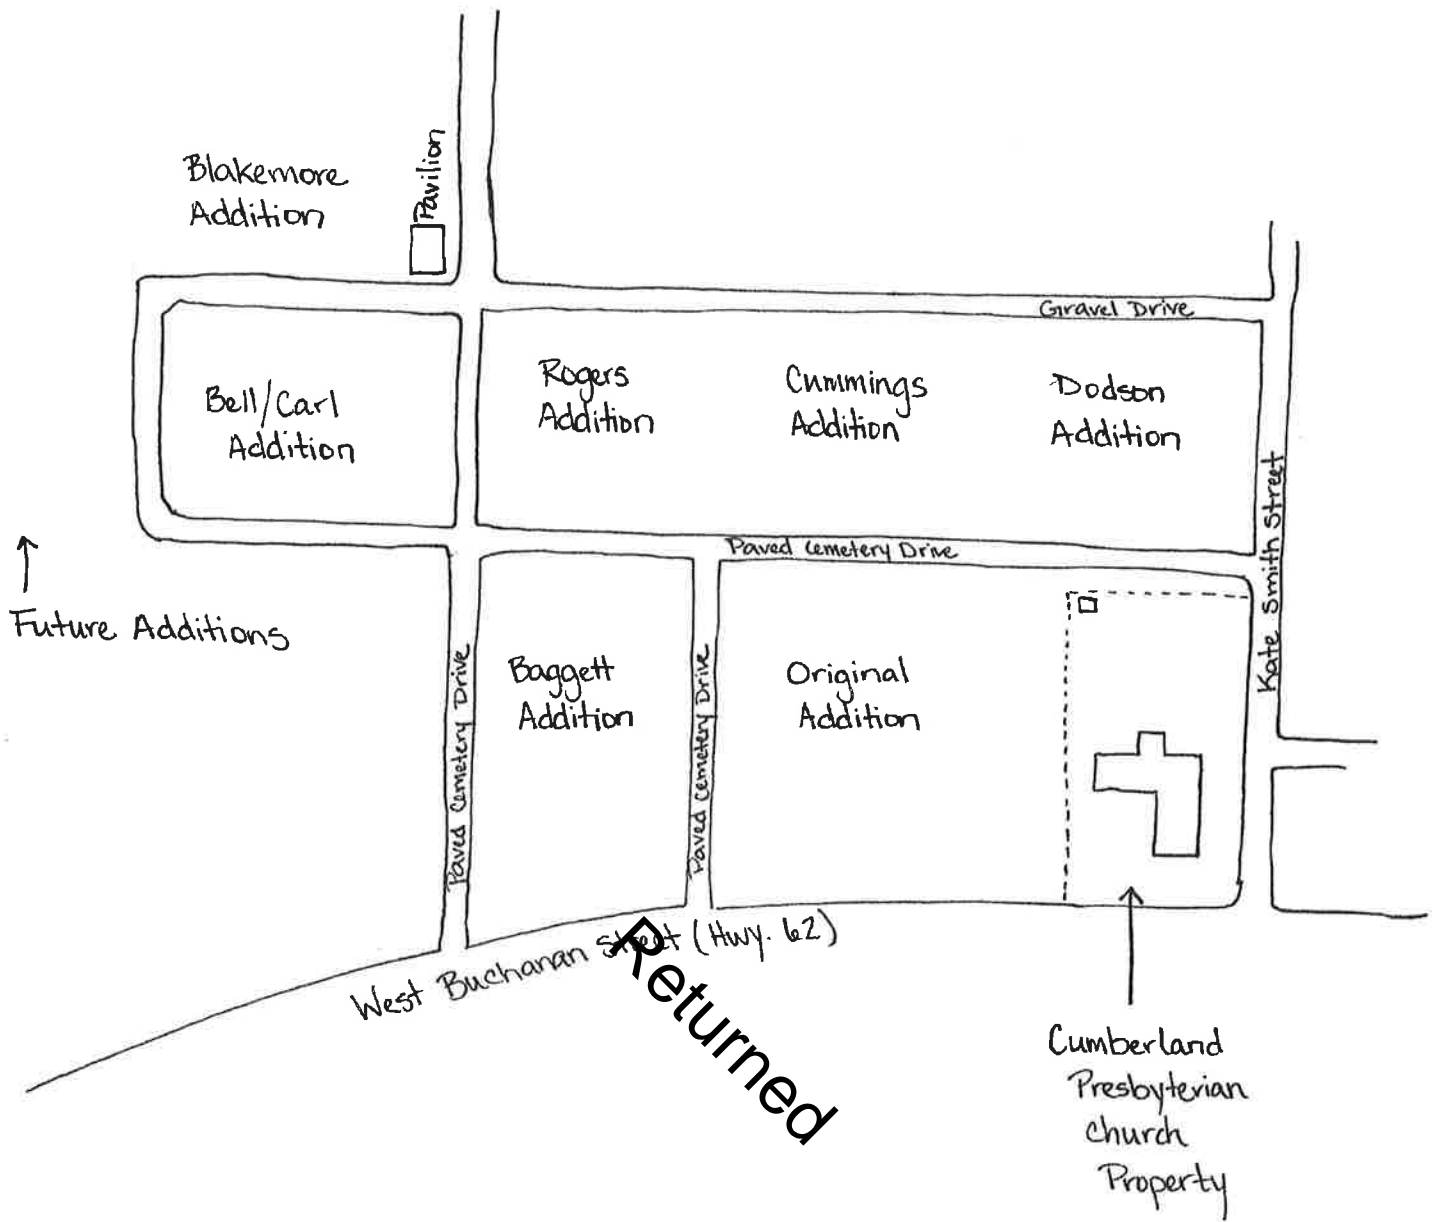 Pavilion
Blakemore
Addition
Gravel Drive
Rogers
Addition
Cummings
Addition
Dodson
Addition
Bell/Carl
Addition
Kate Smith Street
Paved Cemetery Drive
Future Additions
Paved Cemetery Drive
Baggett
Addition
Paved Cemetery Drive
Original
Addition
West Buchanan Street (Hwy. 62)
Returned
Cumberland
Presbyterian
Church
Property